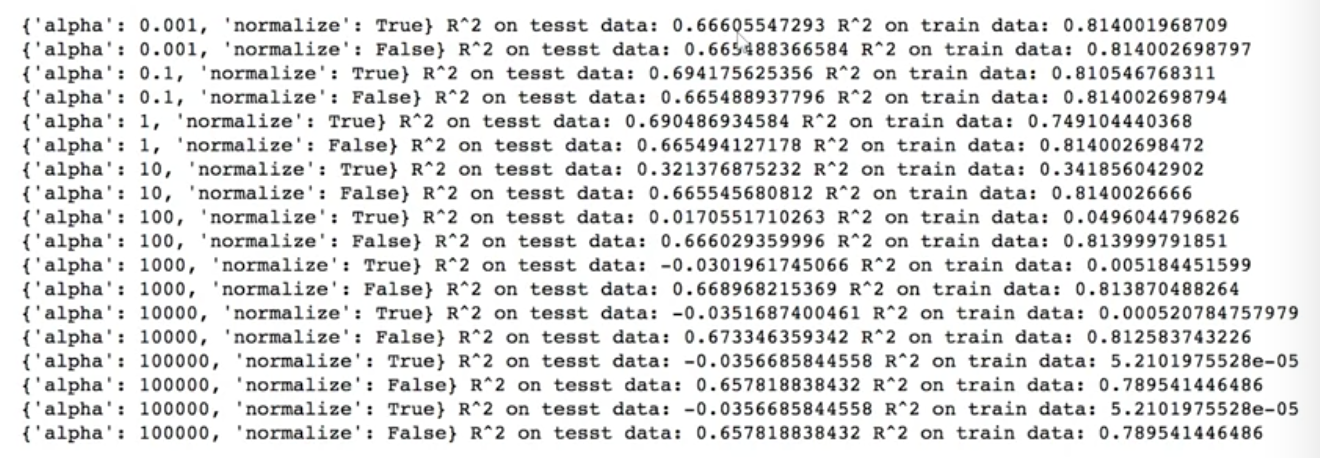 {'alpha': 0.001, 'normalize': True} R^2 on tesst data: 0.66605547293 R^2 on train data: 0.814001968709
{'alpha': 0.001, 'normalize': False} R^2 on tesst data: 0.665488366584 R^2 on train data: 0.814002698797
{'alpha': 0.1, 'normalize': True} R^2 on tesst data: 0.694175625356 R^2 on train data: 0.810546768311
{'alpha': 0.1, 'normalize': False} R^2 on tesst data: 0.665488937796 R^2 on train data: 0.814002698794
{'alpha': 1, 'normalize': True} R^2 on tesst data: 0.690486934584 R^2 on train data: 0.749104440368
{'alpha': 1, 'normalize': False} R^2 on tesst data: 0.665494127178 R^2 on train data: 0.814002698472
{'alpha': 10, 'normalize': True} R^2 on tesst data: 0.321376875232 R^2 on train data: 0.341856042902
{'alpha': 10, 'normalize': False} R^2 on tesst data: 0.665545680812 R^2 on train data: 0.8140026666
{'alpha': 100, 'normalize': True} R^2 on tesst data: 0.0170551710263 R^2 on train data: 0.0496044796826
{'alpha': 100, 'normalize': False} R^2 on tesst data: 0.666029359996 R^2 on train data: 0.813999791851
{'alpha': 1000, 'normalize': True} R^2 on tesst data: -0.0301961745066 R^2 on train data: 0.005184451599
{'alpha': 1000, 'normalize': False} R^2 on tesst data: 0.668968215369 R^2 on train data: 0.813870488264
{'alpha': 10000, 'normalize': True} R^2 on tesst data: -0.0351687400461 R^2 on train data: 0.000520784757979
{'alpha': 10000, 'normalize': False} R^2 on tesst data: 0.673346359342 R^2 on train data: 0.812583743226
{'alpha': 100000, 'normalize': True} R^2 on tesst data: -0.0356685844558 R^2 on train data: 5.2101975528e-05
{'alpha': 100000, 'normalize': False} R^2 on tesst data: 0.657818838432 R^2 on train data: 0.789541446486
{'alpha': 100000, 'normalize': True} R^2 on tesst data: -0.0356685844558 R^2 on train data: 5.2101975528e-05
{'alpha': 100000, 'normalize': False} R^2 on tesst data: 0.657818838432 R^2 on train data: 0.789541446486